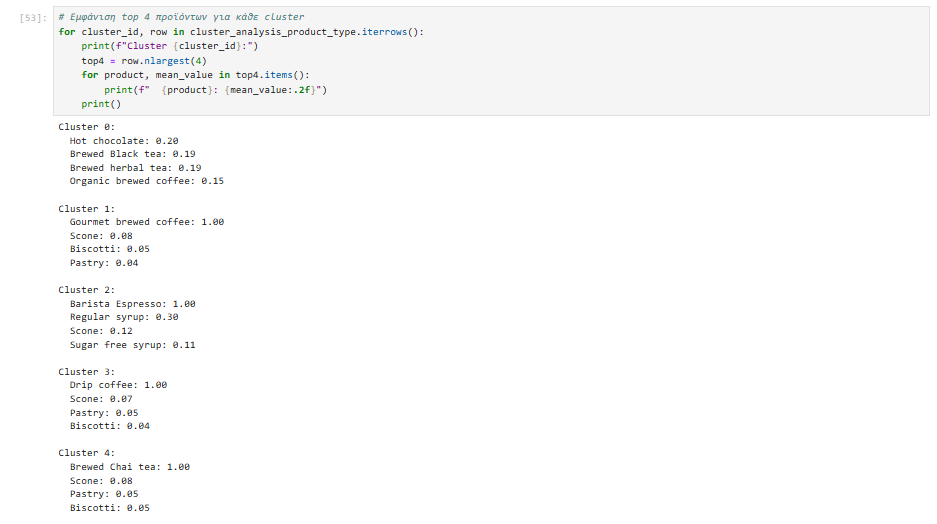 [53]: # Εμφάνιση top 4 προϊόντων για κάθε cluster
for cluster_id, row in cluster_analysis_product_type.iterrows():
    print(f"Cluster {cluster_id}:")
    top4 = row.nlargest(4)
    for product, mean_value in top4.items():
        print(f"  {product}: {mean_value:.2f}")
    print()
Cluster 0:
  Hot chocolate: 0.20
  Brewed Black tea: 0.19
  Brewed herbal tea: 0.19
  Organic brewed coffee: 0.15
Cluster 1:
  Gourmet brewed coffee: 1.00
  Scone: 0.08
  Biscotti: 0.05
  Pastry: 0.04
Cluster 2:
  Barista Espresso: 1.00
  Regular syrup: 0.30
  Scone: 0.12
  Sugar free syrup: 0.11
Cluster 3:
  Drip coffee: 1.00
  Scone: 0.07
  Pastry: 0.05
  Biscotti: 0.04
Cluster 4:
  Brewed Chai tea: 1.00
  Scone: 0.08
  Pastry: 0.05
  Biscotti: 0.05